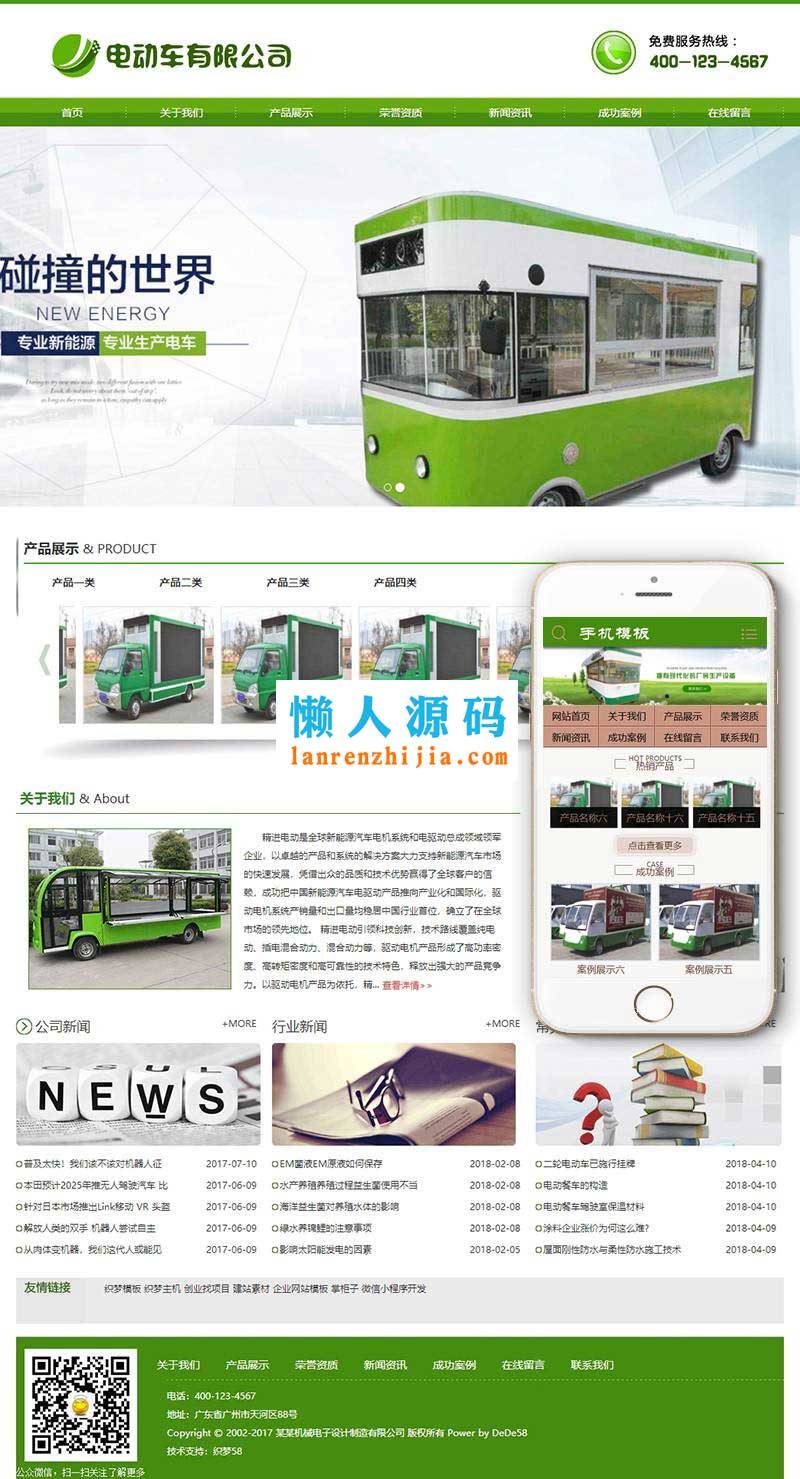 电动车有限公司
免费服务热线：
400-123-4567
首页 关于我们 产品展示 荣誉资质 新闻资讯 成功案例 在线留言
碰撞的世界
NEW ENERGY
专业新能源 专业生产电车
产品展示 & PRODUCT
产品一类 产品二类 产品三类 产品四类
手机模板
网站首页 关于我们 产品展示 荣誉资质
新闻资讯 成功案例 在线留言 联系我们
HOT PRODUCTS
热销产品
产品名称六 产品名称十六 产品名称十五
点击查看更多
CASE
成功案例
案例展示六 案例展示五
懒人源码
lanrenzhijia.com
关于我们 & About
精进电动是全球新能源汽车电机系统和电驱动总成领域领军
企业，以卓越的产品和系统的解决方案大力支持新能源汽车市场
的快速发展，凭借出众的品质和技术优势赢得了全球客户的信
赖，成功把中国新能源汽车电驱动产品推向产业化和国际化，驱
动电机系统产销量和出口量均稳居中国行业首位，确立了在全球
市场的领先地位。 精进电动引领科技创新，技术路线覆盖纯电
动、插电混合动力、混合动力等，驱动电机产品形成了高功率密
度、高转矩密度和高可靠性的技术特色，释放出强大的产品竞争
力。以驱动电机产品为依托，精... 查看详情>>
公司新闻 +MORE
NEWS
普及太快！我们该不该对机器人征 2017-07-10
本田预计2025年推无人驾驶汽车 比 2017-06-09
针对日本市场推出Link移动 VR 头盔 2017-06-09
解放人类的双手 机器人尝试自主 2017-06-09
从肉体变机器，我们这代人或能见 2017-06-09
行业新闻 +MORE
EM菌液EM原液如何保存 2018-02-08
水产养殖养殖过程益生菌使用不当 2018-02-08
海洋益生菌对养殖水体的影响 2018-02-08
绿水养锦鲤的注意事项 2018-02-08
影响太阳能发电的因素 2018-02-05
二轮电动车已施行挂牌 2018-04-10
电动餐车的构造 2018-04-10
电动餐车驾驶室保温材料 2018-04-10
涂料企业涨价为何这么难? 2018-04-09
屋面刚性防水与柔性防水施工技术 2018-04-09
友情链接 织梦模板 织梦主机 创业找项目 建站素材 企业网站模板 掌柜子 微信小程序开发
关于我们 产品展示 荣誉资质 新闻资讯 成功案例 在线留言 联系我们
电话：400-123-4567
地址：广东省广州市天河区88号
Copyright © 2002-2017 某某机械电子设计制造有限公司 版权所有 Power by DeDe58
技术支持：织梦58
公众微信，扫一扫关注了解更多